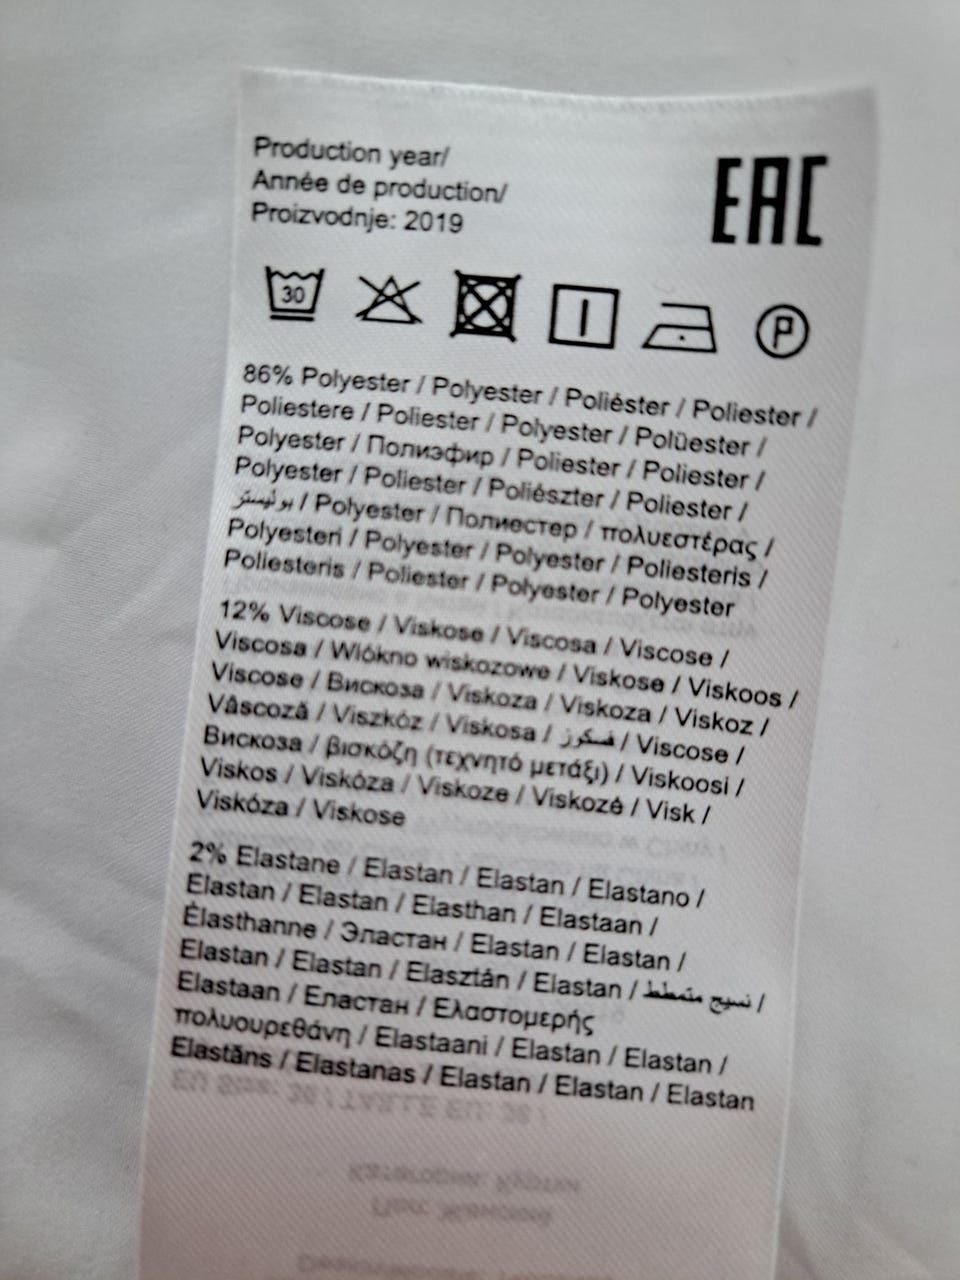 Production year/
Année de production/
Proizvodnje: 2019
EAC
30
P
86% Polyester / Polyester / Poliéster / Poliester /
Poliestere / Poliester / Polyester / Polüester /
Polyester / Полиэфир / Poliester / Poliester /
Polyester / Poliester / Poliészter / Poliester /
بوليستر / Polyester / Полиестер / πολυεστέρας /
Polyesteri / Polyester / Polyester / Poliesteris /
Poliesteris / Poliester / Polyester / Polyester
12% Viscose / Viskose / Viscosa / Viscose /
Viscosa / Wlókno wiskozowe / Viskose / Viskoos /
Viscose / Вискоза / Viskoza / Viskoza / Viskoz /
Vâscoză / Viszkóz / Viskosa / فسكوز / Viscose /
Вискоза / βισκόζη (τεχνητό μετάξι) / Viskoosi /
Viskos / Viskóza / Viskoze / Viskozė / Visk /
Viskóza / Viskose
2% Elastane / Elastan / Elastan / Elastano /
Elastan / Elastan / Elasthan / Elastaan /
Élasthanne / Эластан / Elastan / Elastan /
Elastan / Elastan / Elasztán / Elastan / نسيج متمطط /
Elastaan / Еластан / Ελαστομερής
πολυουρεθάνη / Elastaani / Elastan / Elastan /
Elastāns / Elastanas / Elastan / Elastan / Elastan